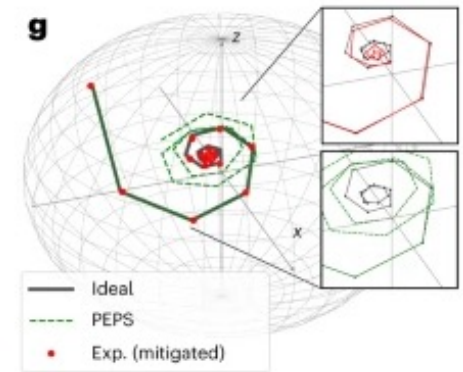 g
z
x
Ideal
PEPS
Exp. (mitigated)